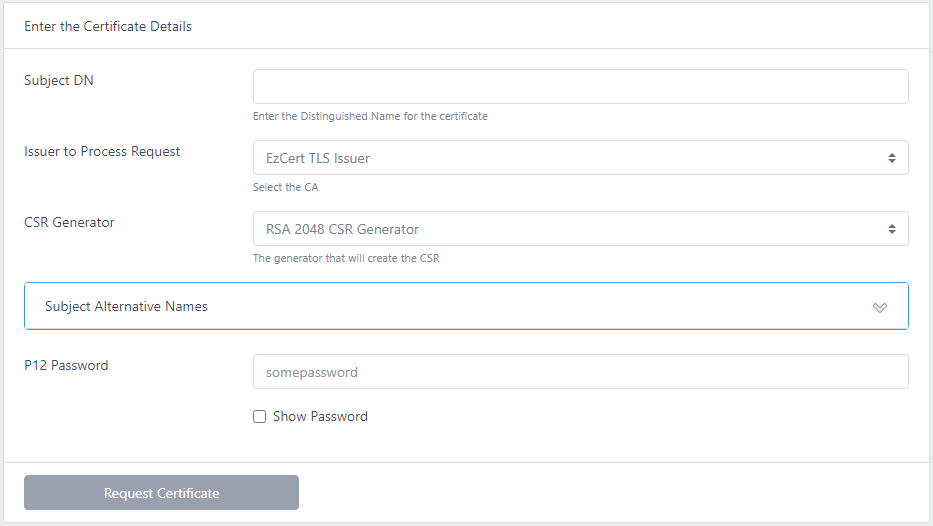 Enter the Certificate Details
Subject DN
Enter the Distinguished Name for the certificate
Issuer to Process Request
EzCert TLS Issuer
Select the CA
CSR Generator
RSA 2048 CSR Generator
The generator that will create the CSR
Subject Alternative Names
P12 Password
somepassword
Show Password
Request Certificate